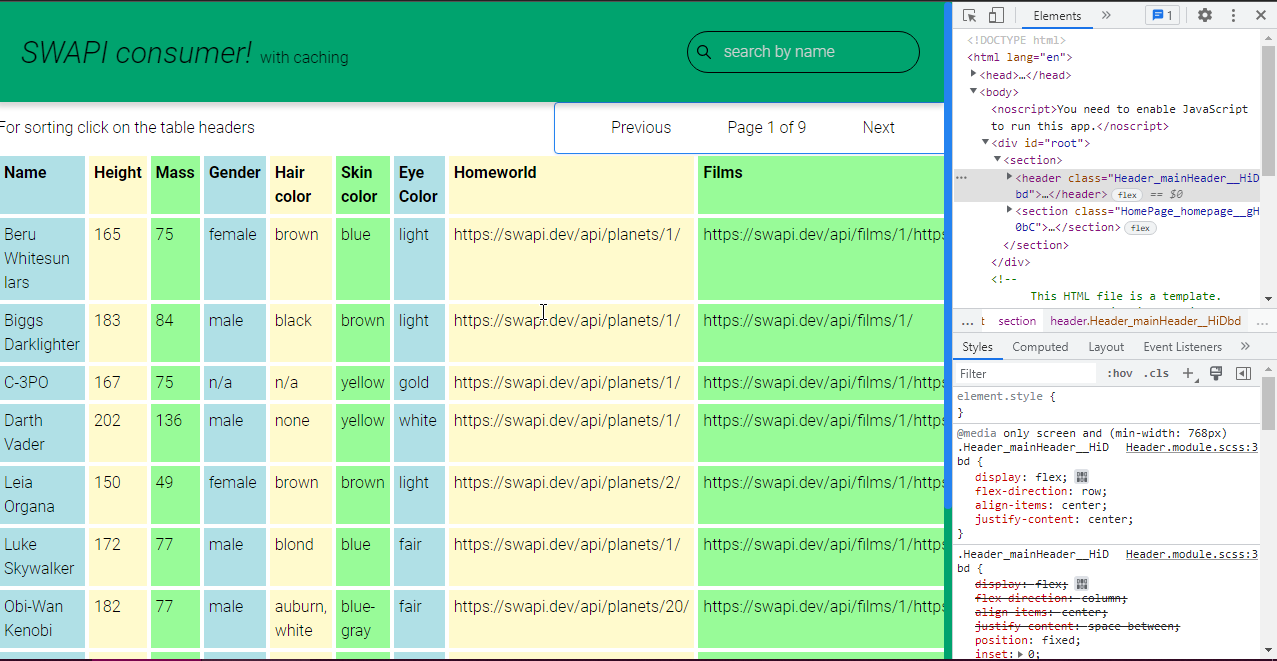 SWAPI consumer! with caching
search by name
For sorting click on the table headers
Previous Page 1 of 9 Next
Name Height Mass Gender Hair color Skin color Eye Color Homeworld Films
Beru Whitesun lars 165 75 female brown blue light https://swapi.dev/api/planets/1/ https://swapi.dev/api/films/1/https
Biggs Darklighter 183 84 male black brown light https://swapi.dev/api/planets/1/ https://swapi.dev/api/films/1/
C-3PO 167 75 n/a n/a yellow gold https://swapi.dev/api/planets/1/ https://swapi.dev/api/films/1/https
Darth Vader 202 136 male none yellow white https://swapi.dev/api/planets/1/ https://swapi.dev/api/films/1/https
Leia Organa 150 49 female brown brown light https://swapi.dev/api/planets/2/ https://swapi.dev/api/films/1/https
Luke Skywalker 172 77 male blond blue fair https://swapi.dev/api/planets/1/ https://swapi.dev/api/films/1/https
Obi-Wan Kenobi 182 77 male auburn, white blue-gray fair https://swapi.dev/api/planets/20/ https://swapi.dev/api/films/1/https
Elements » 1
<!DOCTYPE html>
<html lang="en">
<head>…</head>
<body>
<noscript>You need to enable JavaScript
to run this app.</noscript>
<div id="root">
<section>
… <header class="Header_mainHeader__HiD
bd">…</header> flex == $0
<section class="HomePage_homepage__gH
0bC">…</section> flex
</section>
</div>
<!--
This HTML file is a template.
... t section header.Header_mainHeader__HiDbd ...
Styles Computed Layout Event Listeners »
Filter :hov .cls +
element.style {
}
@media only screen and (min-width: 768px)
.Header_mainHeader__HiD Header.module.scss:3
bd {
display: flex;
flex-direction: row;
align-items: center;
justify-content: center;
}
.Header_mainHeader__HiD Header.module.scss:3
bd {
display: flex;
flex-direction: column;
align-items: center;
justify-content: space-between;
position: fixed;
inset: 0;